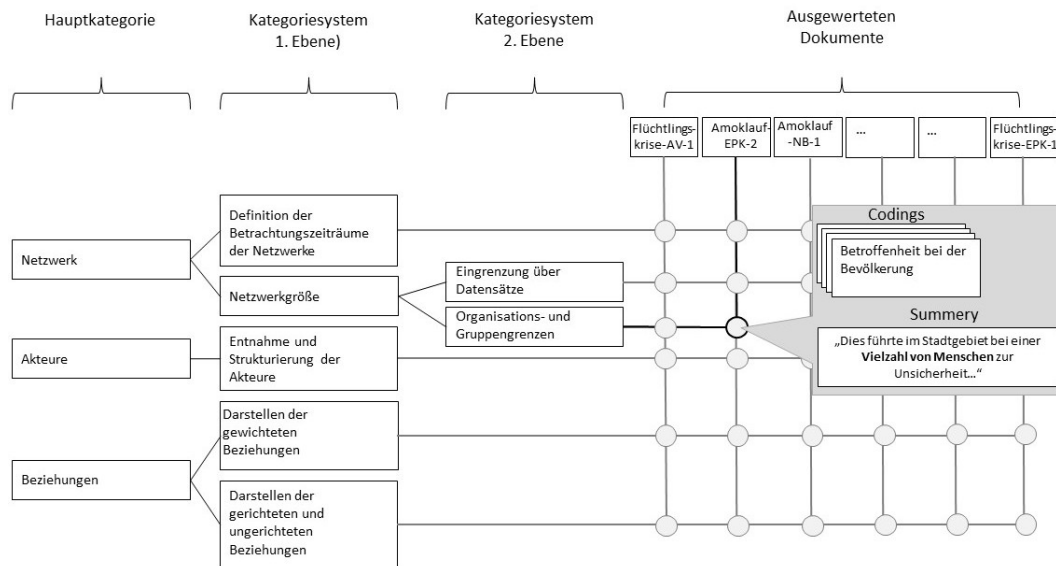 Hauptkategorie
Kategoriesystem
1. Ebene)
Kategoriesystem
2. Ebene
Ausgewerteten
Dokumente
Flüchtlings-
krise-AV-1
Amoklauf-
EPK-2
Amoklauf
-NB-1
...
...
Flüchtlings-
krise-EPK-1
Netzwerk
Definition der
Betrachtungszeiträume
der Netzwerke
Netzwerkgröße
Eingrenzung über
Datensätze
Organisations- und
Gruppengrenzen
Codings
Betroffenheit bei der
Bevölkerung
Summery
„Dies führte im Stadtgebiet bei einer
Vielzahl von Menschen zur
Unsicherheit…“
Akteure
Entnahme und
Strukturierung der
Akteure
Beziehungen
Darstellen der
gewichteten
Beziehungen
Darstellen der
gerichteten und
ungerichteten
Beziehungen